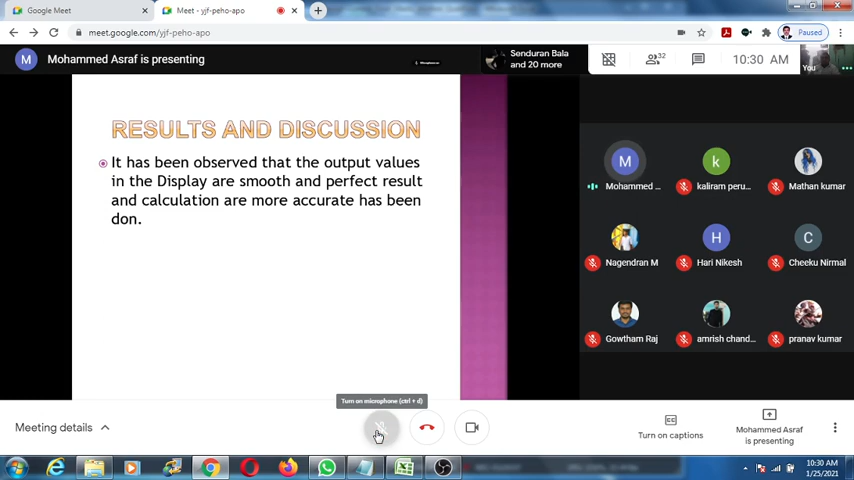 Google Meet
Meet - yjf-peho-apo
meet.google.com/yjf-peho-apo
Paused
M
Mohammed Asraf is presenting
Senduran Bala
and 20 more
32
10:30 AM
You
RESULTS AND DISCUSSION
It has been observed that the output values
in the Display are smooth and perfect result
and calculation are more accurate has been
don.
M
k
Mohammed ...
kaliram peru...
Mathan kumar
H
C
Nagendran M
Hari Nikesh
Cheeku Nirmal
Gowtham Raj
amrish chand...
pranav kumar
Turn on microphone (ctrl + d)
Meeting details
Turn on captions
Mohammed Asraf
is presenting
10:30 AM
1/25/2021